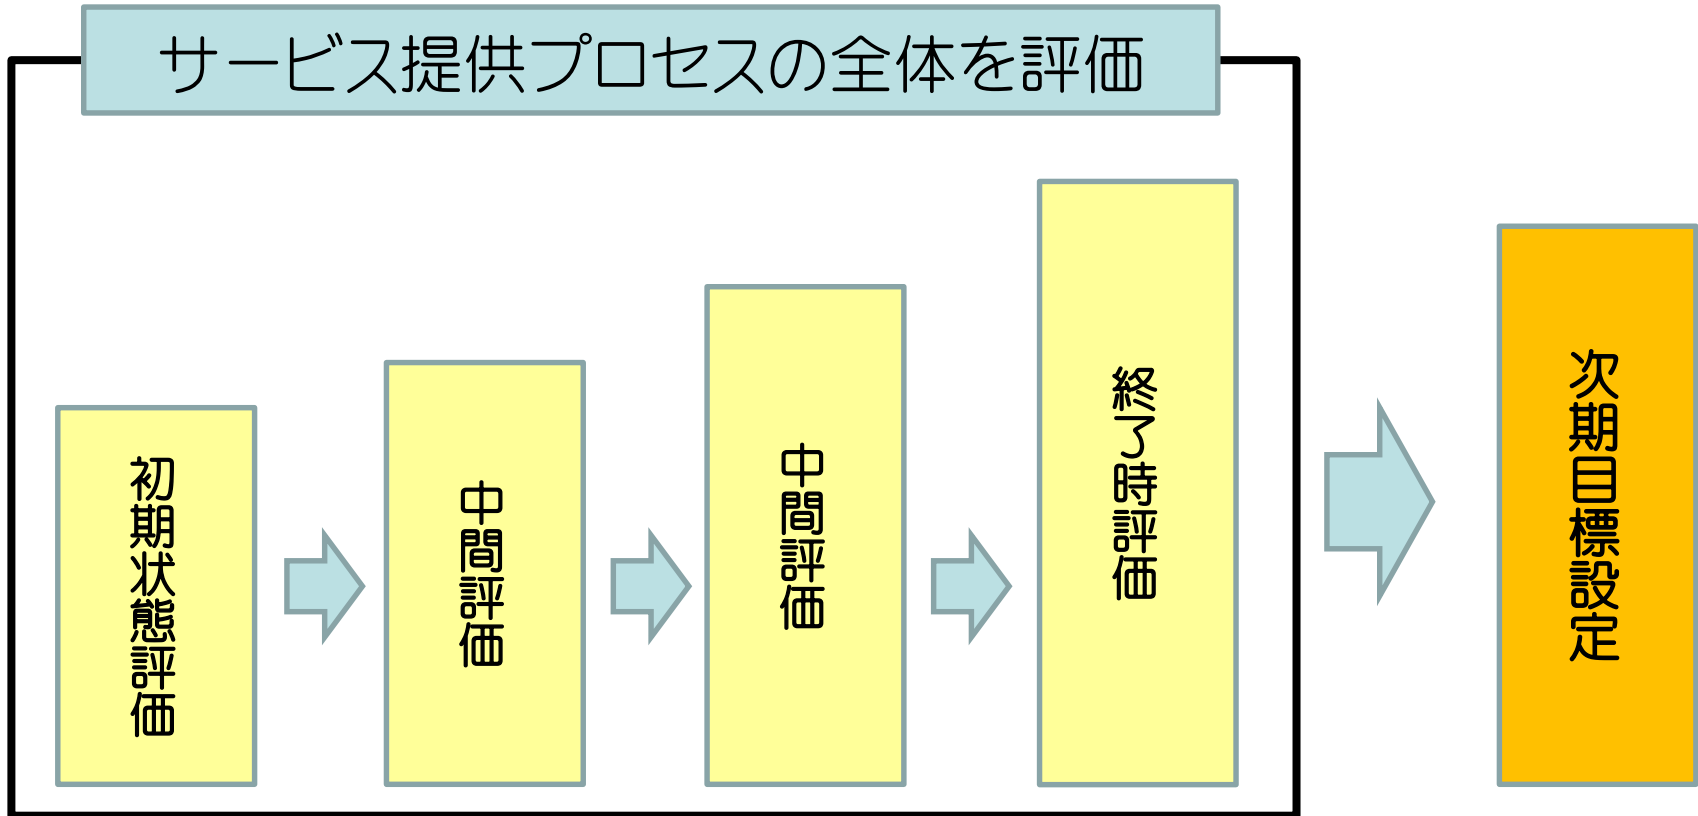 サービス提供プロセスの全体を評価
初期状態評価
中間評価
中間評価
終了時評価
次期目標設定